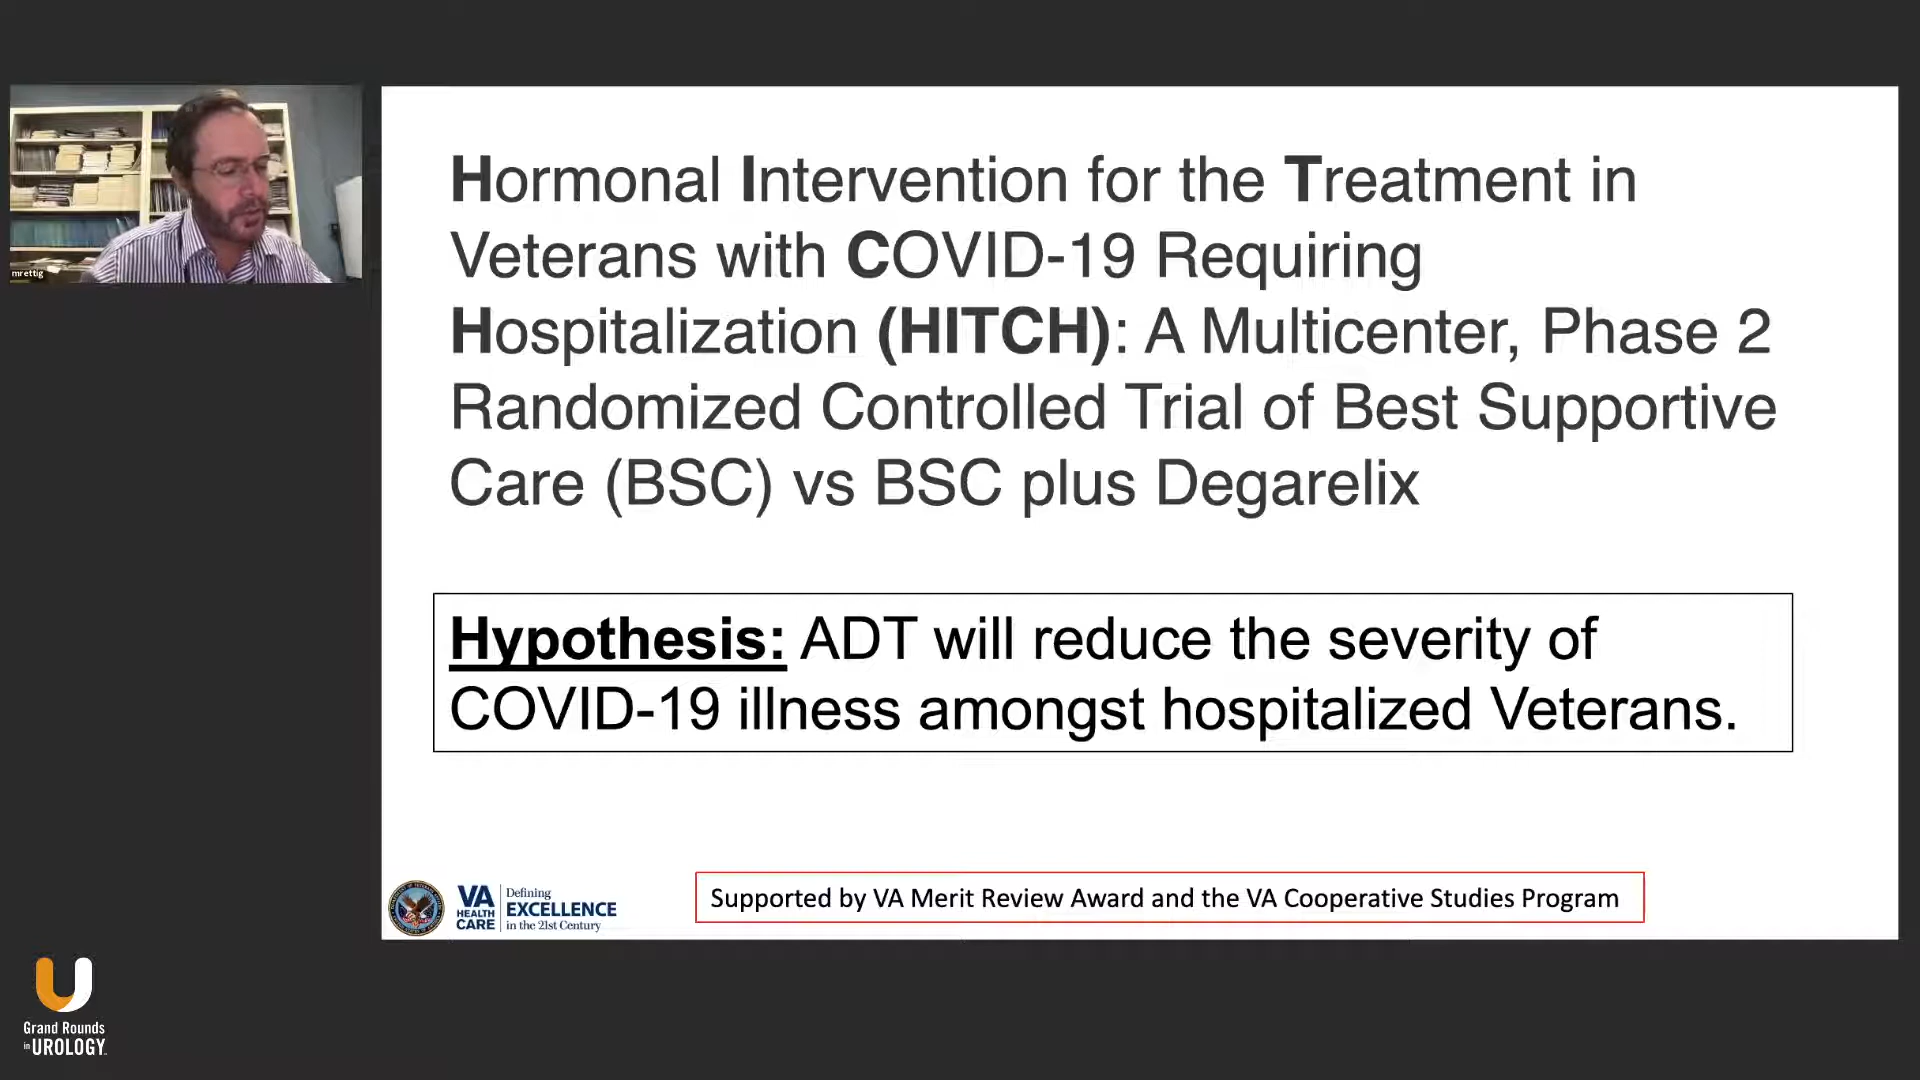 mrettig
Hormonal Intervention for the Treatment in
Veterans with COVID-19 Requiring
Hospitalization (HITCH): A Multicenter, Phase 2
Randomized Controlled Trial of Best Supportive
Care (BSC) vs BSC plus Degarelix
Hypothesis: ADT will reduce the severity of
COVID-19 illness amongst hospitalized Veterans.
VA
HEALTH
CARE
Defining
EXCELLENCE
in the 21st Century
Supported by VA Merit Review Award and the VA Cooperative Studies Program
Grand Rounds
in UROLOGY